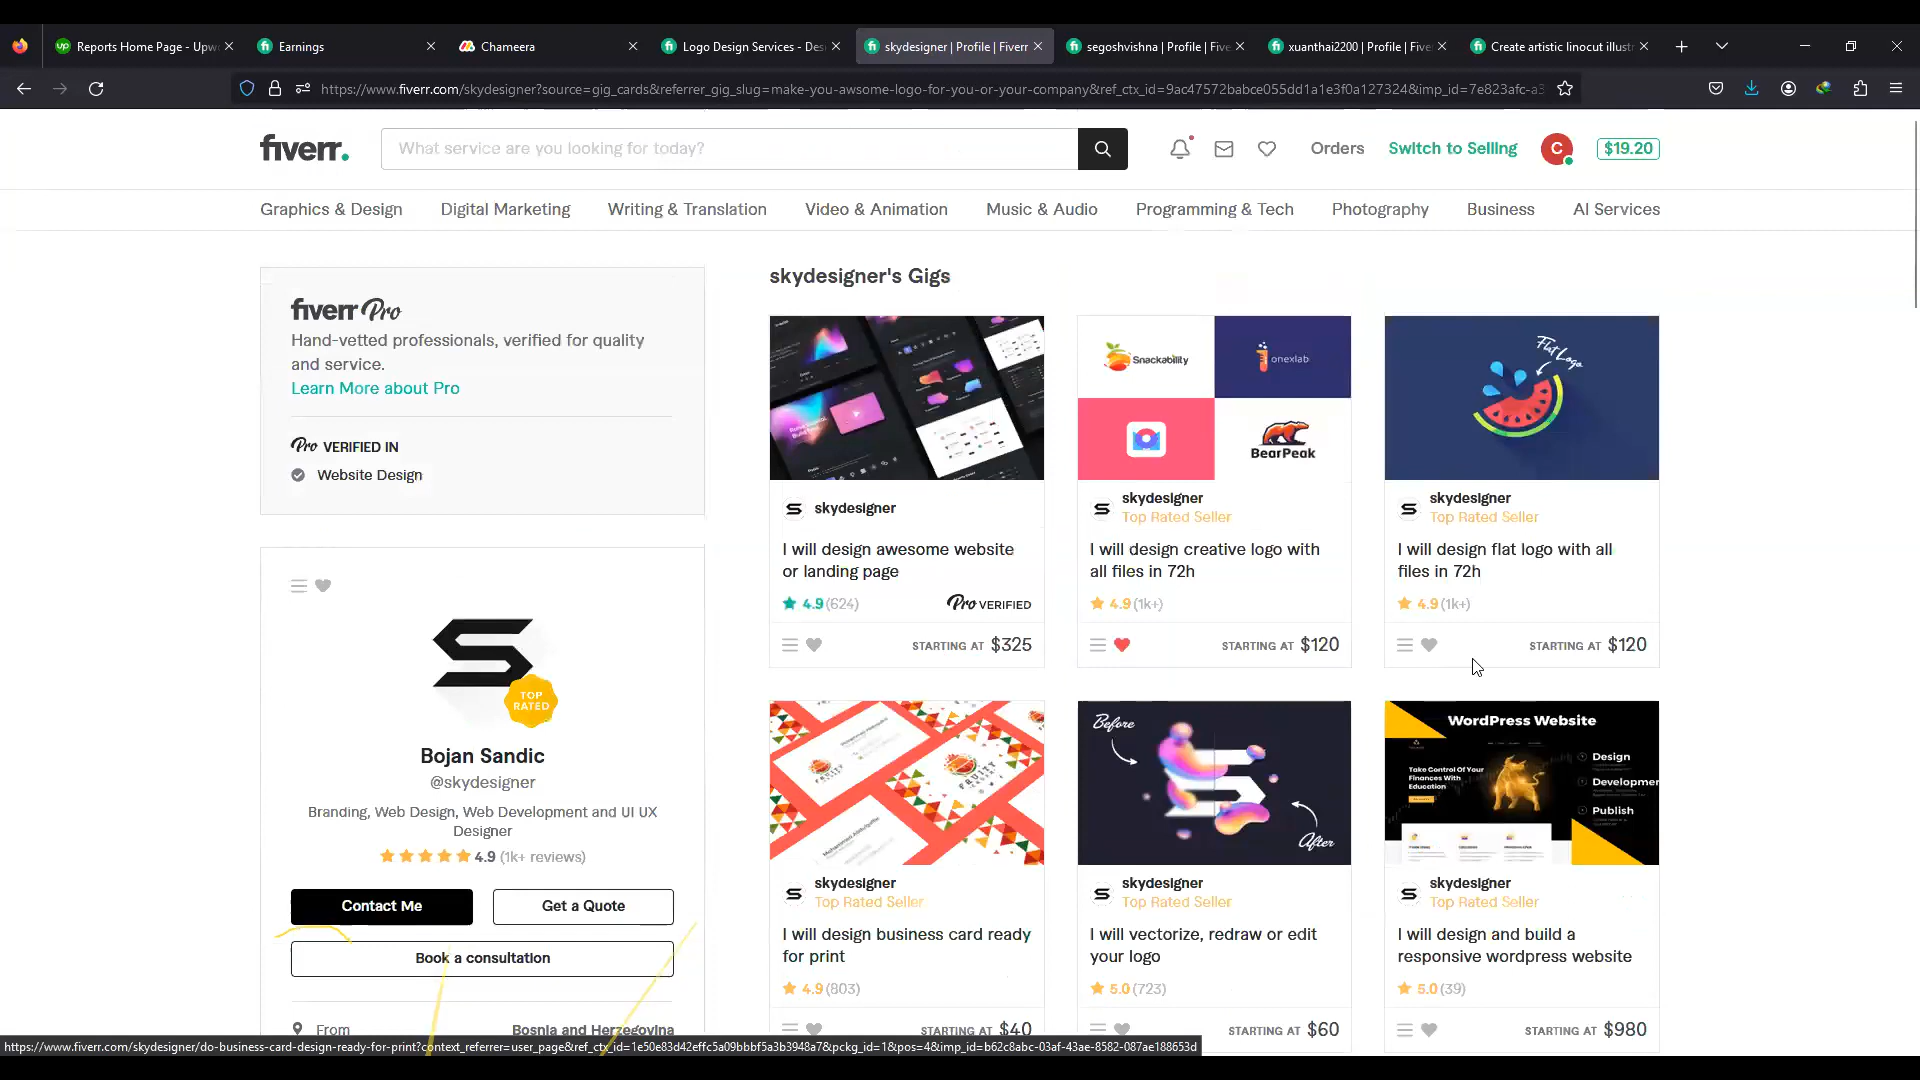 Reports Home Page - Upw
Earnings
Chameera
Logo Design Services - Des
skydesigner | Profile | Fiverr
segoshvishna | Profile | Five
xuanthai2200 | Profile | Five
Create artistic linocut illust
https://www.fiverr.com/skydesigner?source=gig_cards&referrer_gig_slug=make-you-awsome-logo-for-you-or-your-company&ref_ctx_id=9ac47572babce055dd1a1e3f0a127324&imp_id=7e823afc-a3
fiverr.
What service are you looking for today?
Orders
Switch to Selling
C
$19.20
Graphics & Design
Digital Marketing
Writing & Translation
Video & Animation
Music & Audio
Programming & Tech
Photography
Business
AI Services
fiverr Pro
Hand-vetted professionals, verified for quality
and service.
Learn More about Pro
Pro VERIFIED IN
Website Design
TOP
RATED
Bojan Sandic
@skydesigner
Branding, Web Design, Web Development and UI UX
Designer
4.9 (1k+ reviews)
Contact Me
Get a Quote
Book a consultation
From
Bosnia and Herzegovina
skydesigner's Gigs
skydesigner
I will design awesome website
or landing page
4.9 (624)
Pro VERIFIED
STARTING AT $325
Snackability
onexlab
BearPeak
skydesigner
Top Rated Seller
I will design creative logo with
all files in 72h
4.9 (1k+)
STARTING AT $120
Flat Logo
skydesigner
Top Rated Seller
I will design flat logo with all
files in 72h
4.9 (1k+)
STARTING AT $120
skydesigner
Top Rated Seller
I will design business card ready
for print
4.9 (803)
STARTING AT $40
Before
After
skydesigner
Top Rated Seller
I will vectorize, redraw or edit
your logo
5.0 (723)
STARTING AT $60
WordPress Website
Take Control Of Your
Finances With
Education
Design
Developmen
Publish
skydesigner
Top Rated Seller
I will design and build a
responsive wordpress website
5.0 (39)
STARTING AT $980
https://www.fiverr.com/skydesigner/do-business-card-design-ready-for-print?context_referrer=user_page&ref_ctx_id=1e50e83d42effc5a09bbbf5a3b3948a7&pckg_id=1&pos=4&imp_id=b62c8abc-03af-43ae-8582-087ae188653d